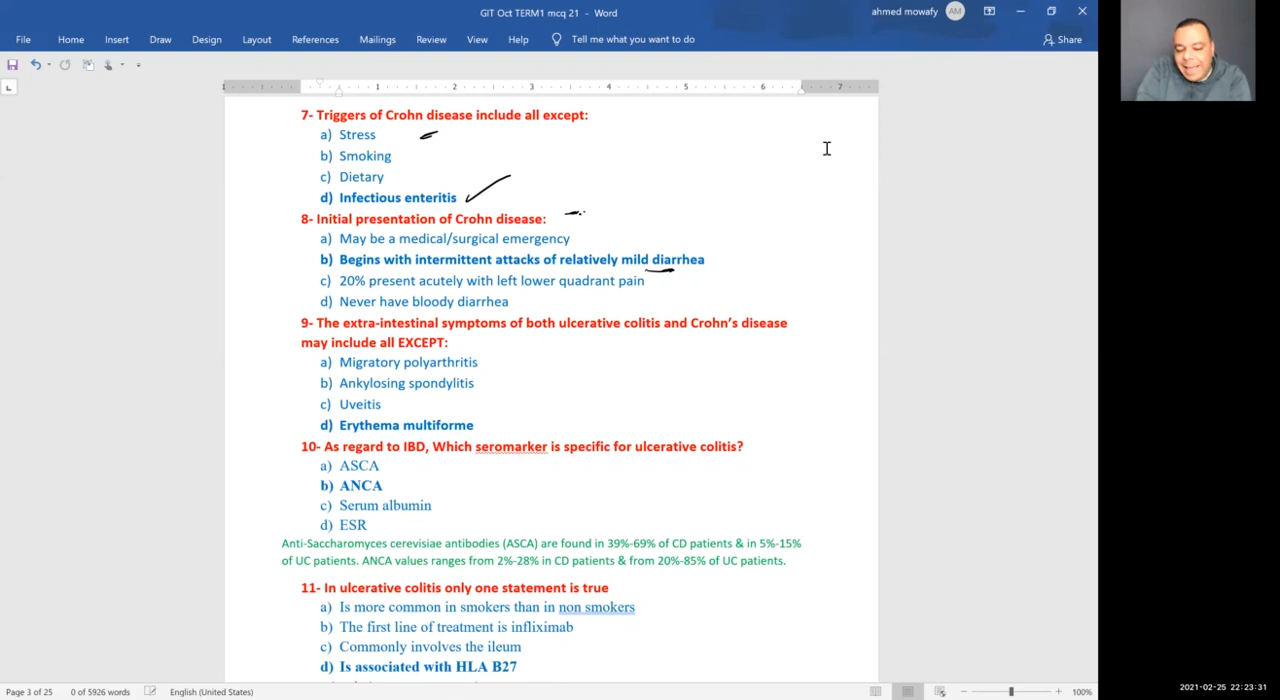 GIT Oct TERM1 mcq 21 - Word
ahmed mowafy AM
File Home Insert Draw Design Layout References Mailings Review View Help Tell me what you want to do Share
1 1 2 3 4 5 6 7
7- Triggers of Crohn disease include all except:
a) Stress
b) Smoking
c) Dietary
d) Infectious enteritis
8- Initial presentation of Crohn disease:
a) May be a medical/surgical emergency
b) Begins with intermittent attacks of relatively mild diarrhea
c) 20% present acutely with left lower quadrant pain
d) Never have bloody diarrhea
9- The extra-intestinal symptoms of both ulcerative colitis and Crohn's disease
may include all EXCEPT:
a) Migratory polyarthritis
b) Ankylosing spondylitis
c) Uveitis
d) Erythema multiforme
10- As regard to IBD, Which seromarker is specific for ulcerative colitis?
a) ASCA
b) ANCA
c) Serum albumin
d) ESR
Anti-Saccharomyces cerevisiae antibodies (ASCA) are found in 39%-69% of CD patients & in 5%-15%
of UC patients. ANCA values ranges from 2%-28% in CD patients & from 20%-85% of UC patients.
11- In ulcerative colitis only one statement is true
a) Is more common in smokers than in non smokers
b) The first line of treatment is infliximab
c) Commonly involves the ileum
d) Is associated with HLA B27
Page 3 of 25 0 of 5926 words English (United States) 100%
2021-02-25 22:23:31